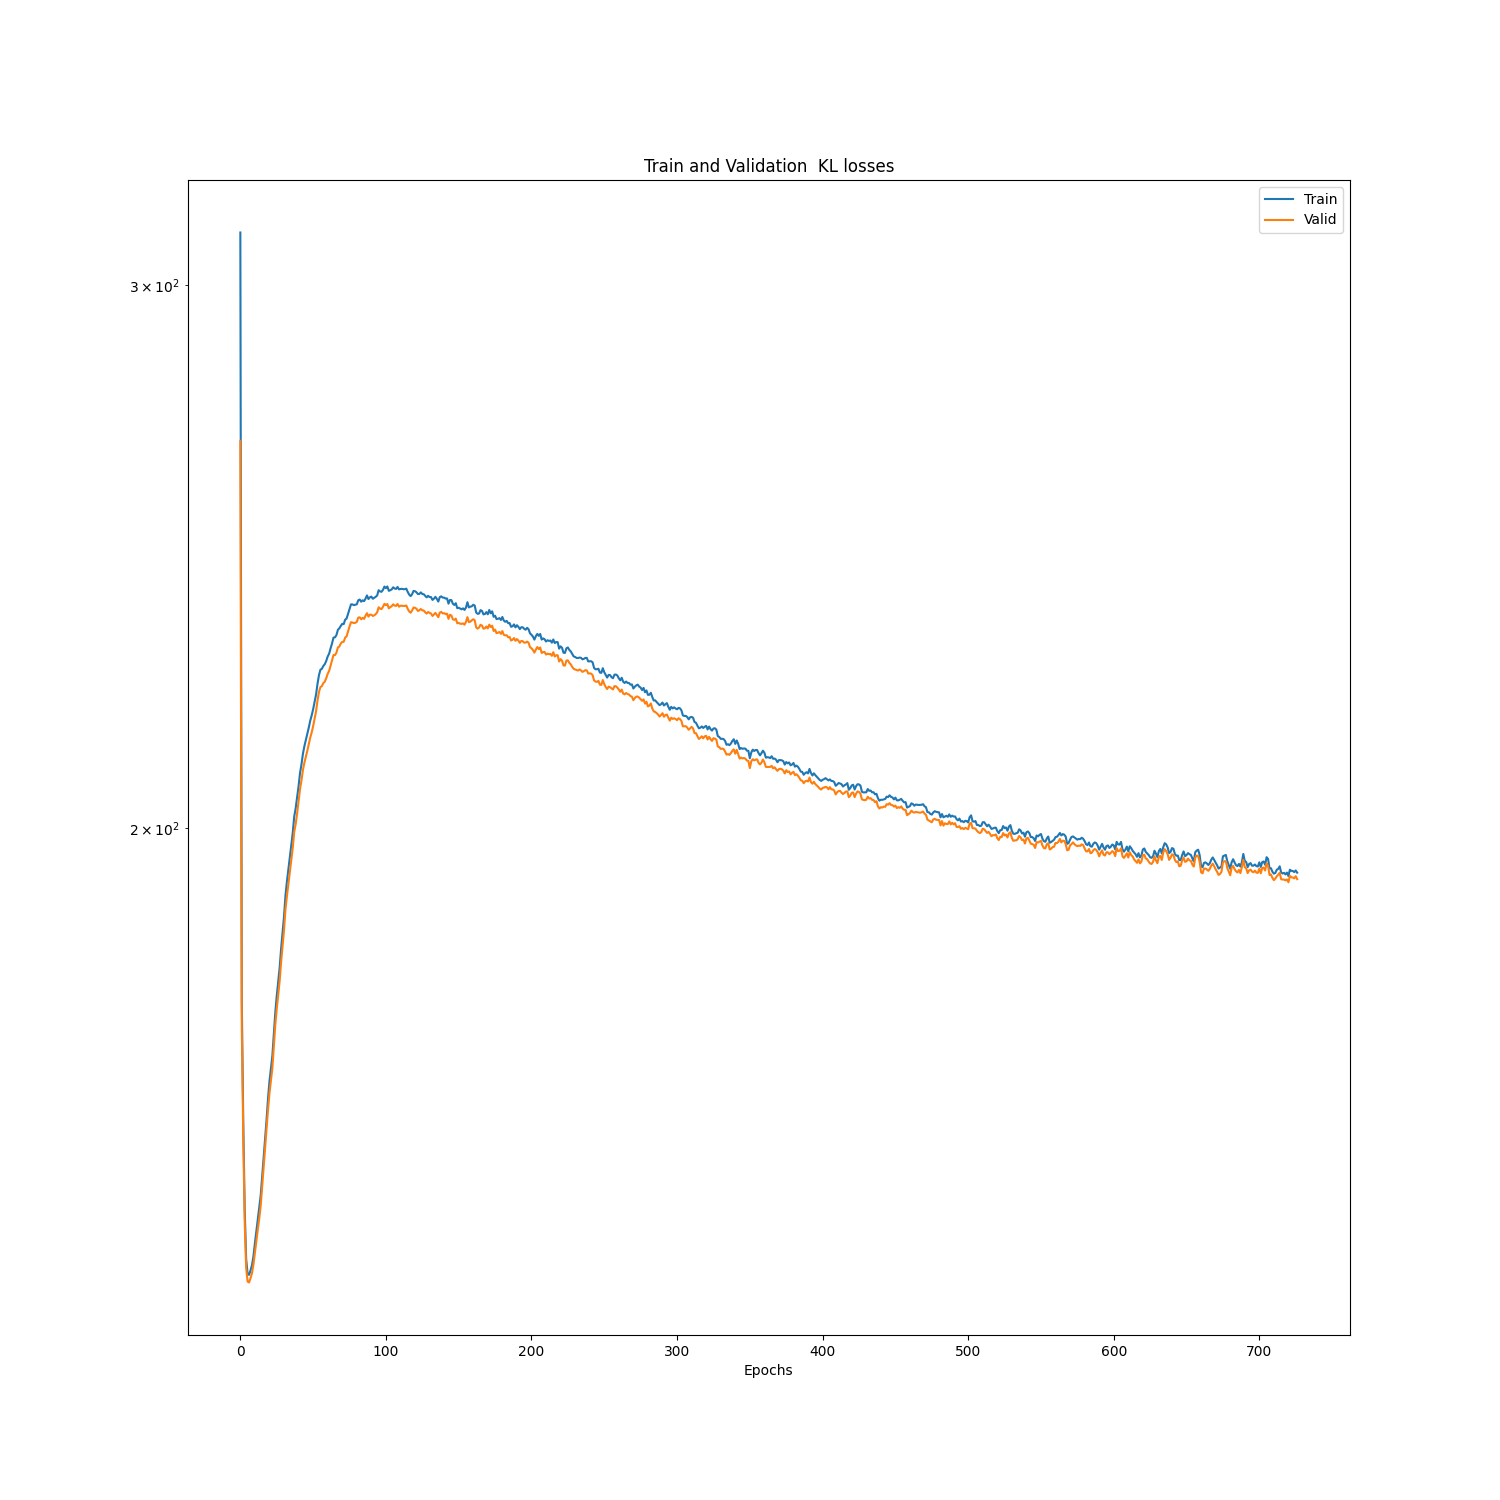 Train and Validation  KL losses
Train
Valid
3 × 10²
2 × 10²
0 100 200 300 400 500 600 700
Epochs